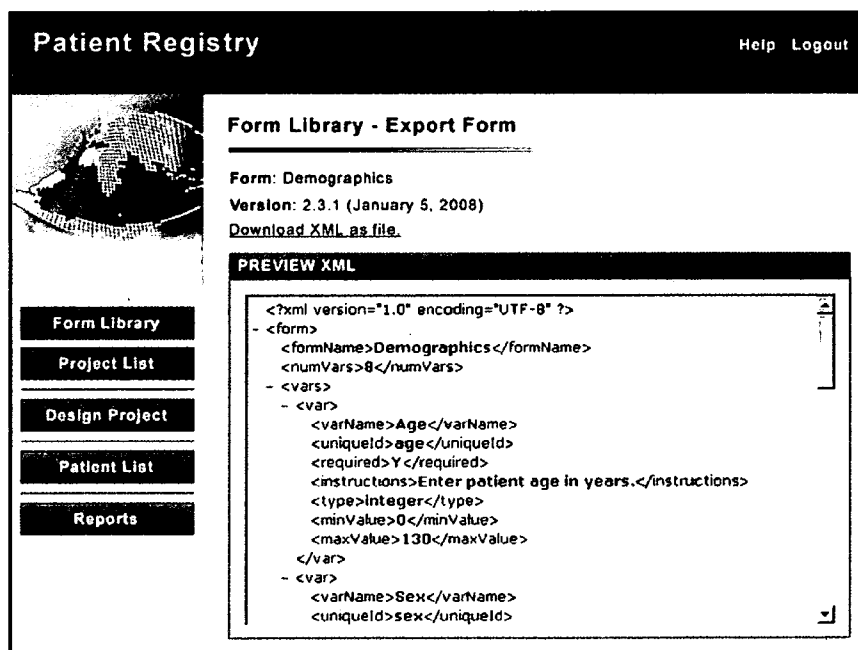 Patient Registry
Help Logout
Form Library - Export Form
Form: Demographics
Version: 2.3.1 (January 5, 2008)
Download XML as file.
PREVIEW XML
<?xml version="1.0" encoding="UTF-8" ?>
- <form>
<formName>Demographics</formName>
<numVars>8</numVars>
- <vars>
- <var>
<varName>Age</varName>
<uniqueId>age</uniqueId>
<required>Y</required>
<instructions>Enter patient age in years.</instructions>
<type>integer</type>
<minValue>0</minValue>
<maxValue>130</maxValue>
</var>
- <var>
<varName>Sex</varName>
<uniqueId>sex</uniqueId>
Form Library
Project List
Design Project
Patient List
Reports